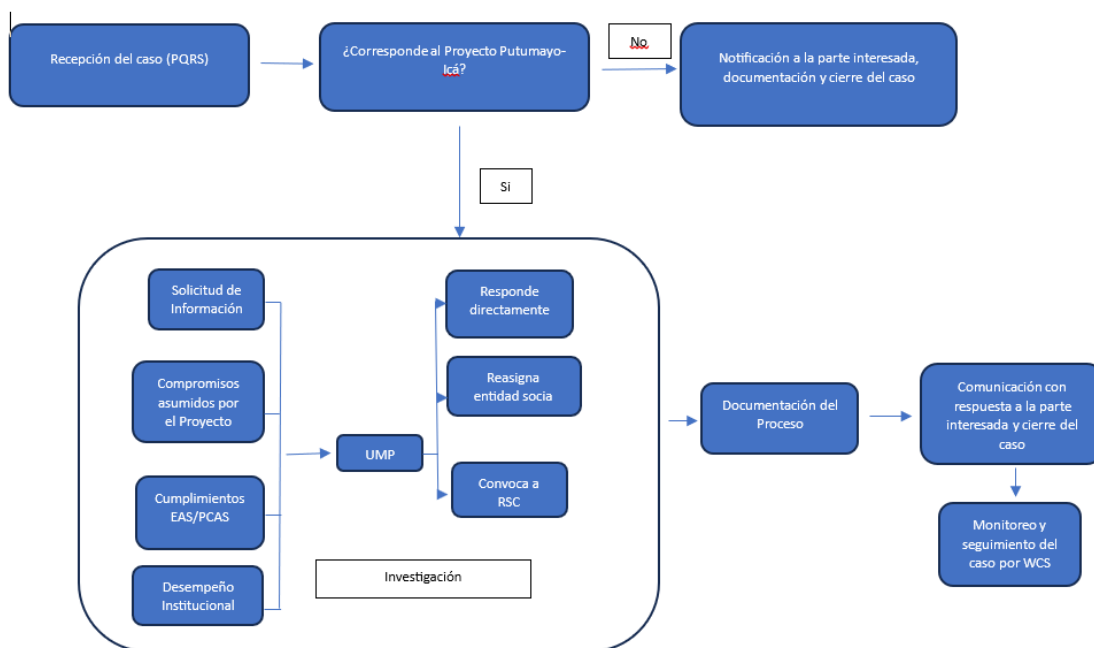 Recepción del caso (PQRS)
¿Corresponde al Proyecto Putumayo-
Icá?
No
Notificación a la parte interesada,
documentación y cierre del caso
Si
Solicitud de
Información
Compromisos
asumidos por
el Proyecto
Cumplimientos
EAS/PCAS
Desempeño
Institucional
UMP
Responde
directamente
Reasigna
entidad socia
Convoca a
RSC
Investigación
Documentación del
Proceso
Comunicación con
respuesta a la parte
interesada y cierre del
caso
Monitoreo y
seguimiento del
caso por WCS